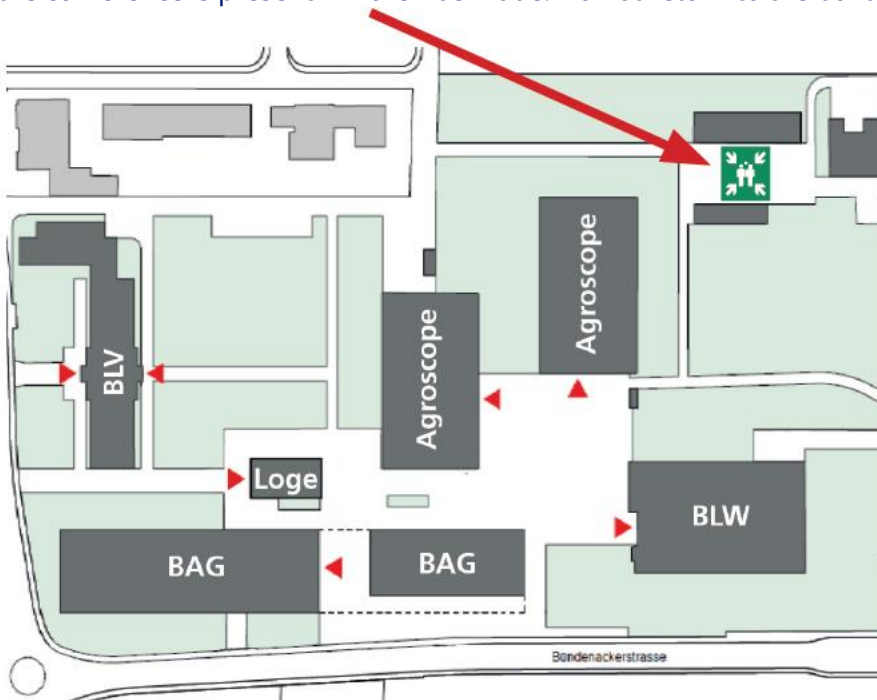 Agroscope
Agroscope
BLV
Loge
BLW
BAG
BAG
Bündenackerstrasse